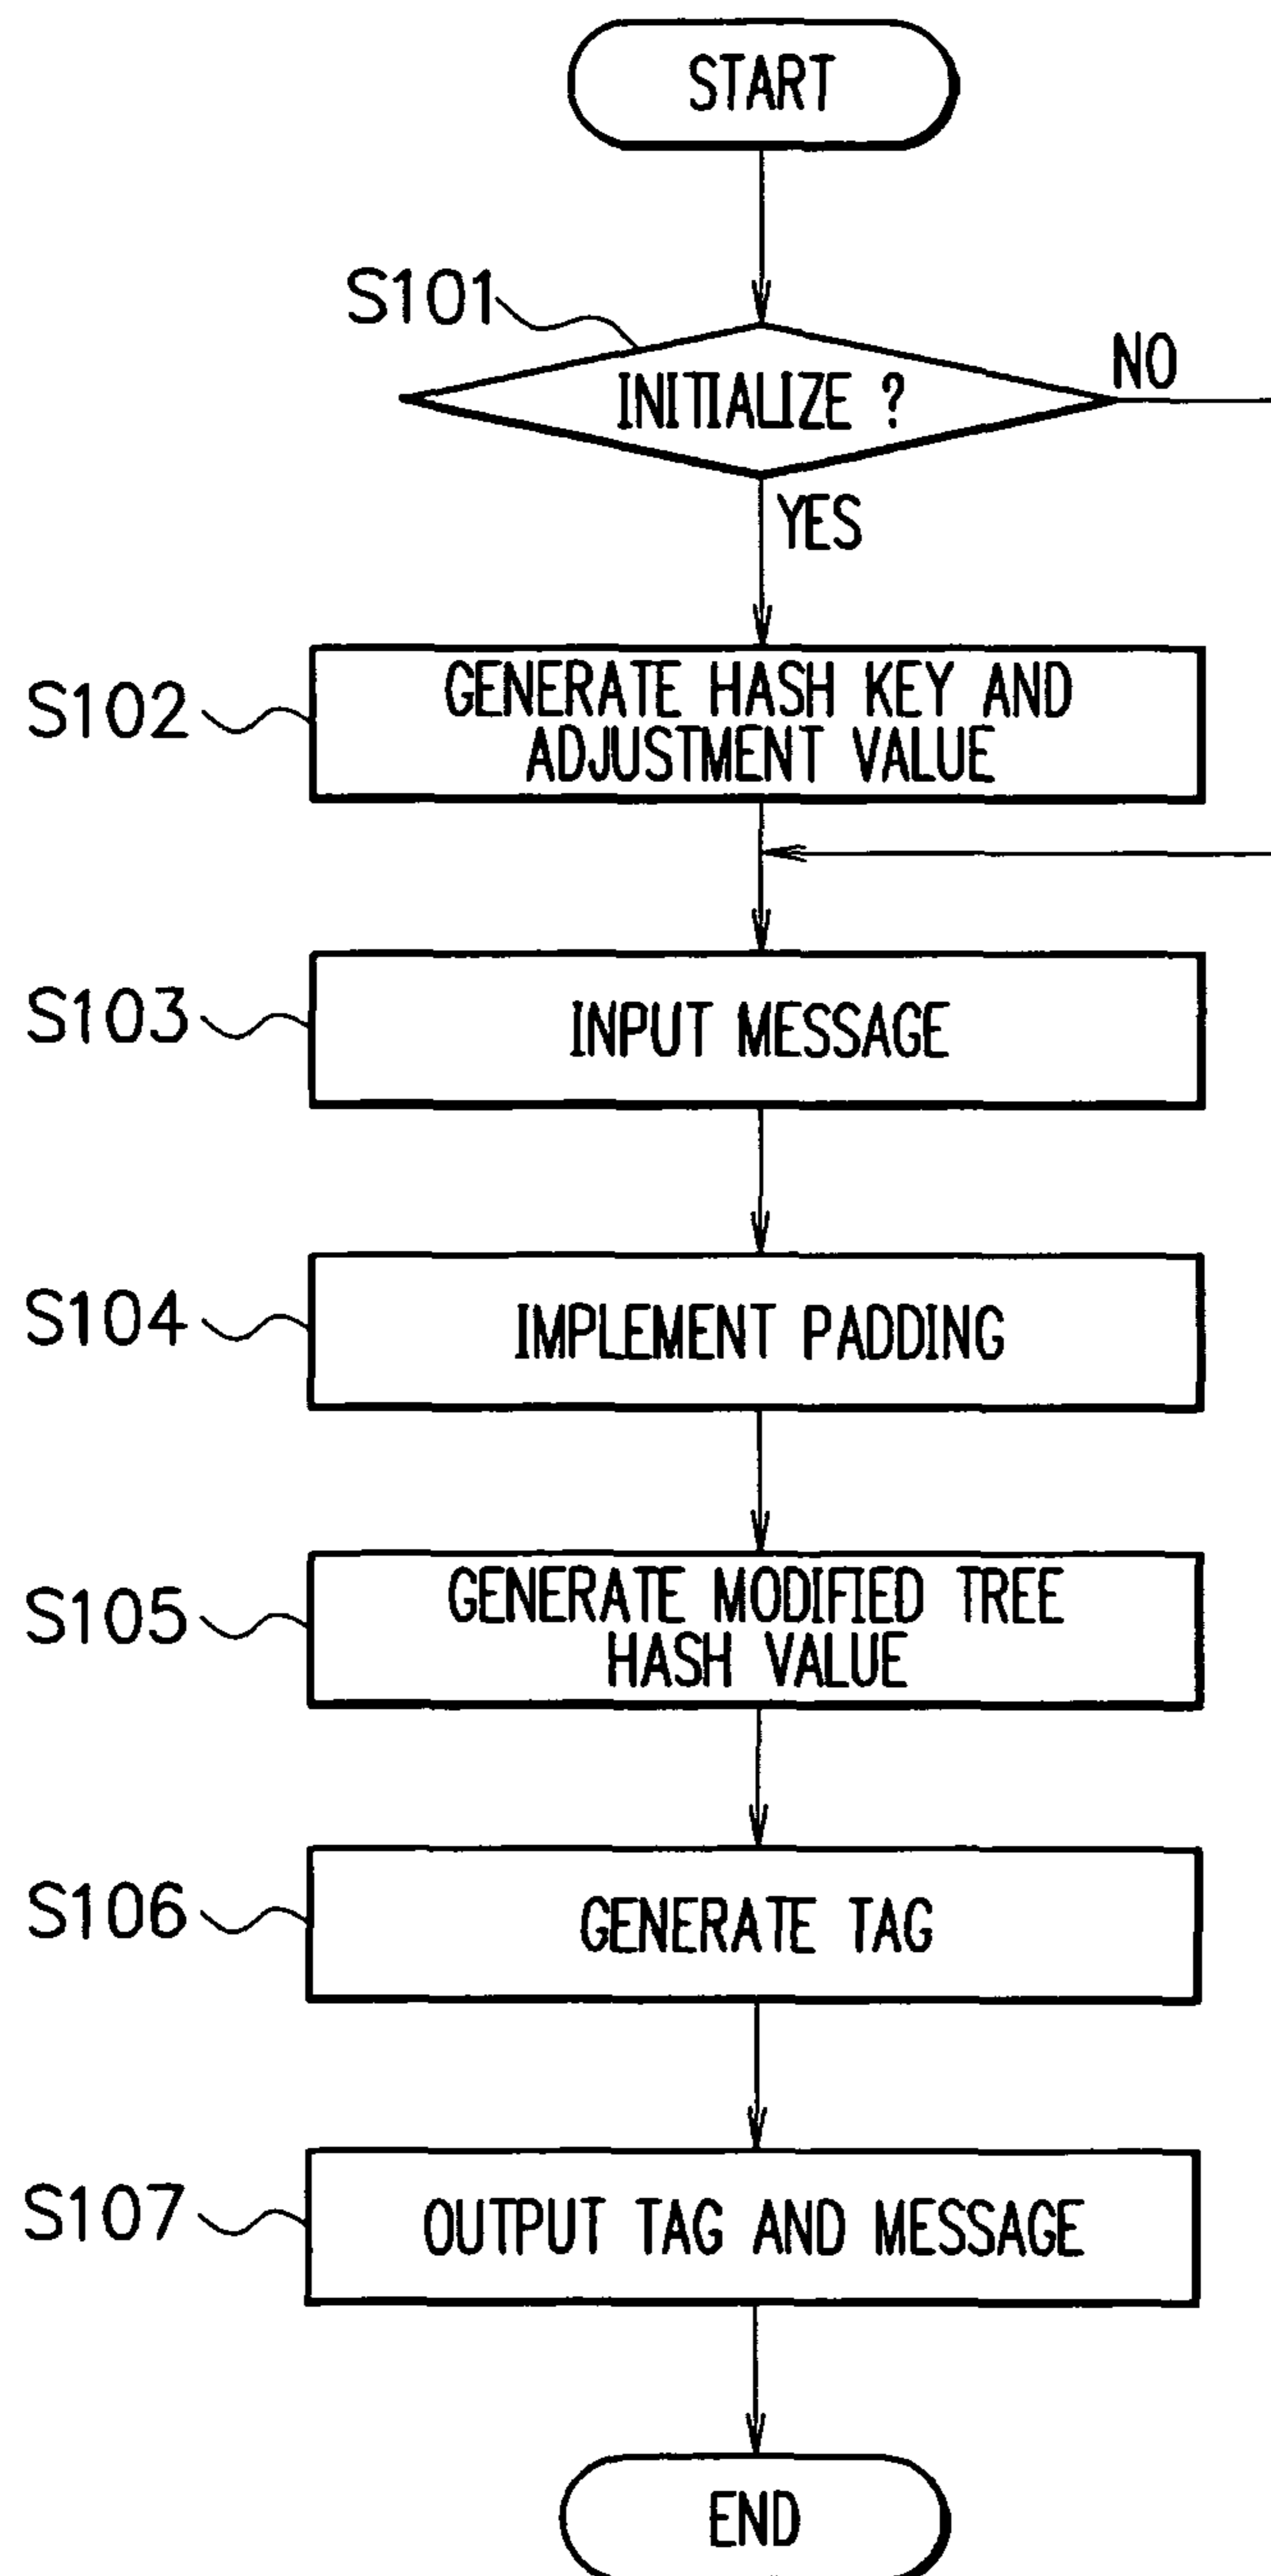 START
S101
INITIALIZE ?
NO
YES
S102
GENERATE HASH KEY AND
ADJUSTMENT VALUE
S103
INPUT MESSAGE
S104
IMPLEMENT PADDING
S105
GENERATE MODIFIED TREE
HASH VALUE
S106
GENERATE TAG
S107
OUTPUT TAG AND MESSAGE
END